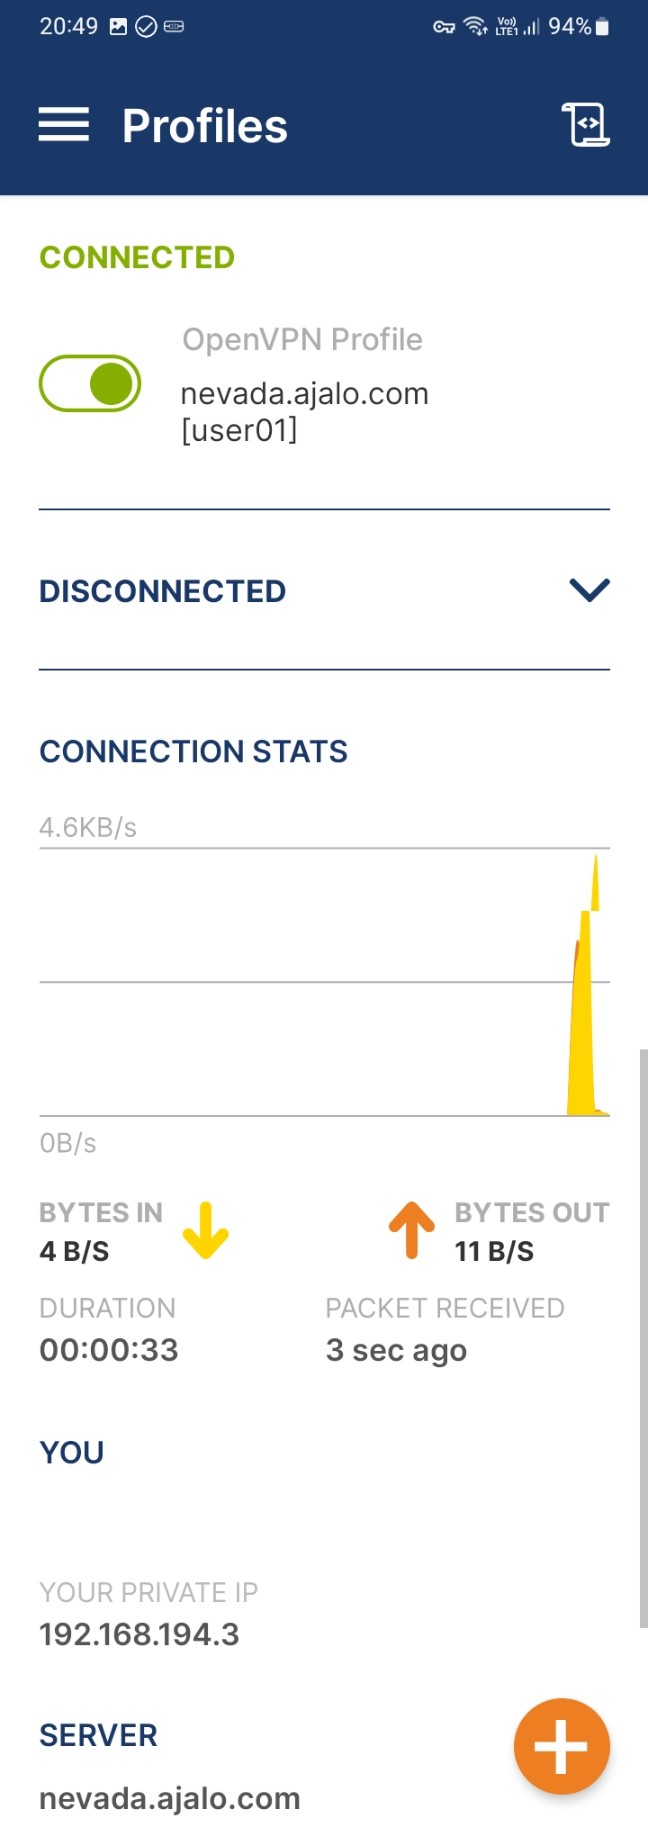 20:49
Vo))
LTE1
94%
Profiles
CONNECTED
OpenVPN Profile
nevada.ajalo.com
[user01]
DISCONNECTED
CONNECTION STATS
4.6KB/s
0B/s
BYTES IN
4 B/S
BYTES OUT
11 B/S
DURATION
00:00:33
PACKET RECEIVED
3 sec ago
YOU
YOUR PRIVATE IP
192.168.194.3
SERVER
nevada.ajalo.com